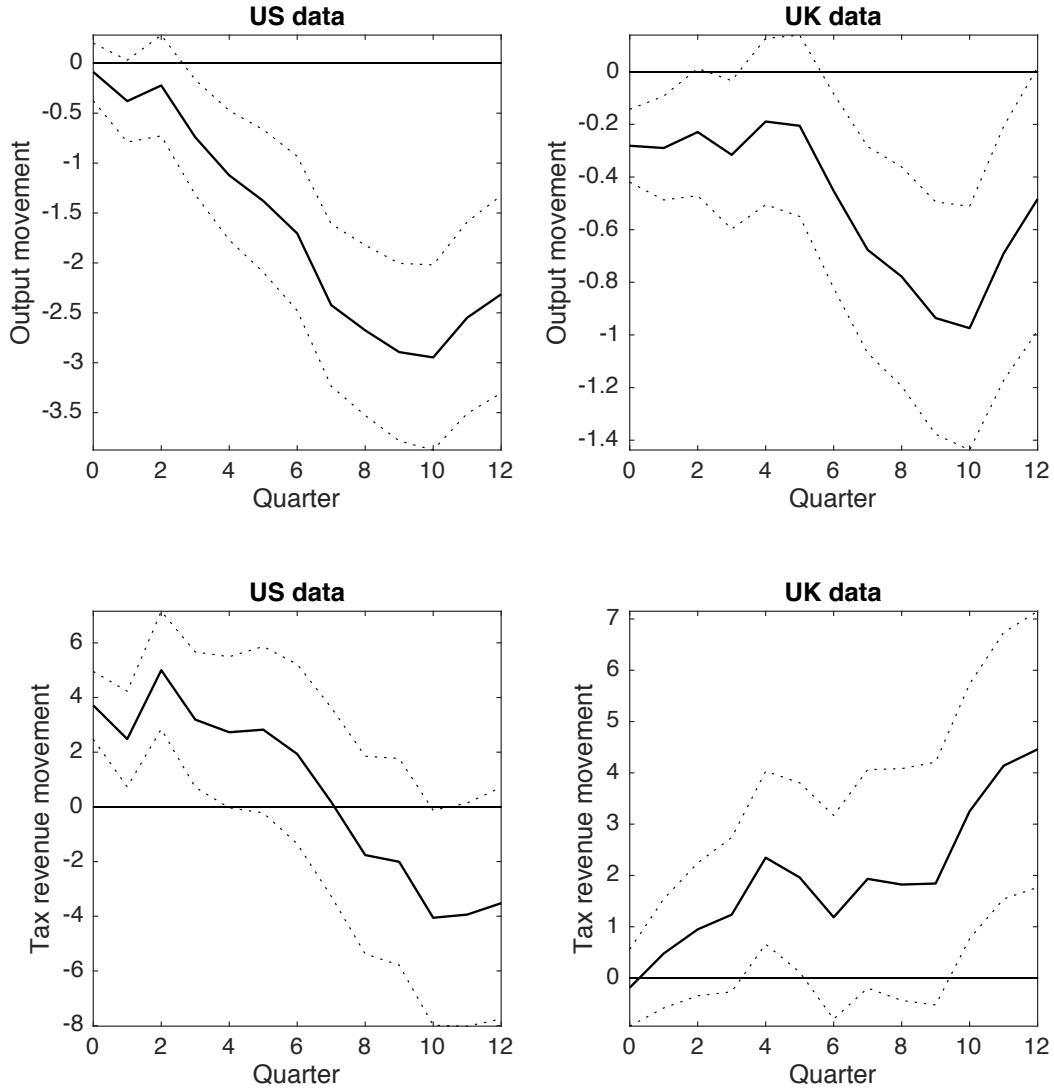 US data
Output movement
0
-0.5
-1
-1.5
-2
-2.5
-3
-3.5
0 2 4 6 8 10 12
Quarter
UK data
Output movement
0
-0.2
-0.4
-0.6
-0.8
-1
-1.2
-1.4
0 2 4 6 8 10 12
Quarter
US data
Tax revenue movement
6
4
2
0
-2
-4
-6
-8
0 2 4 6 8 10 12
Quarter
UK data
Tax revenue movement
7
6
5
4
3
2
1
0
0 2 4 6 8 10 12
Quarter